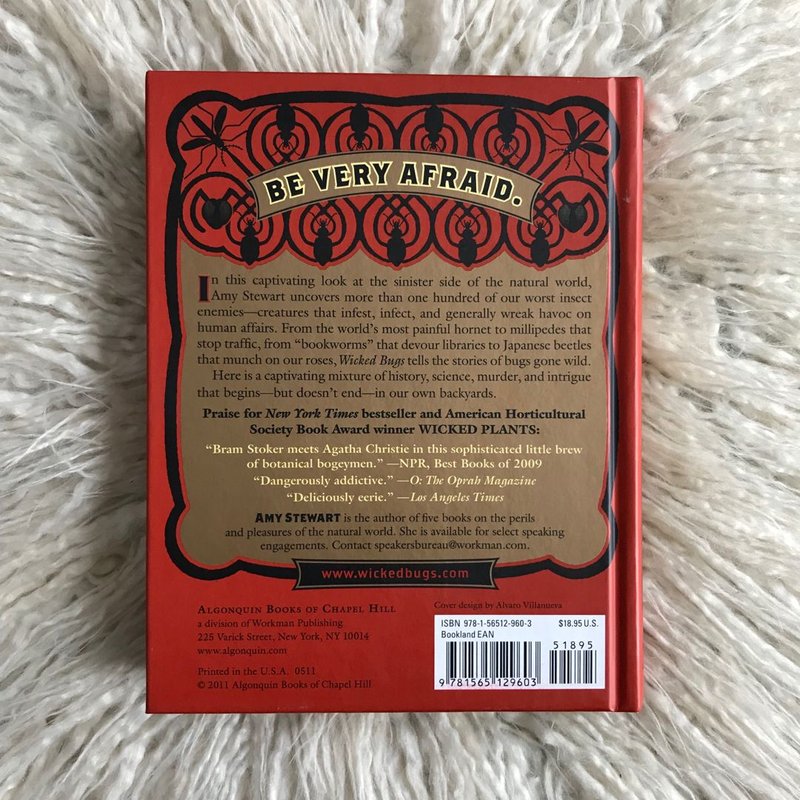 BE VERY AFRAID.
In this captivating look at the sinister side of the natural world,
Amy Stewart uncovers more than one hundred of our worst insect
enemies—creatures that infest, infect, and generally wreak havoc on
human affairs. From the world's most painful hornet to millipedes that
stop traffic, from “bookworms” that devour libraries to Japanese beetles
that munch on our roses, Wicked Bugs tells the stories of bugs gone wild.
Here is a captivating mixture of history, science, murder, and intrigue
that begins—but doesn't end—in our own backyards.
Praise for New York Times bestseller and American Horticultural
Society Book Award winner WICKED PLANTS:
“Bram Stoker meets Agatha Christie in this sophisticated little brew
of botanical bogeymen.” —NPR, Best Books of 2009
“Dangerously addictive.” —O: The Oprah Magazine
“Deliciously eerie.” —Los Angeles Times
AMY STEWART is the author of five books on the perils
and pleasures of the natural world. She is available for select speaking
engagements. Contact speakersbureau@workman.com.
www.wickedbugs.com
ALGONQUIN BOOKS OF CHAPEL HILL
a division of Workman Publishing
225 Varick Street, New York, NY 10014
www.algonquin.com
Printed in the U.S.A. 0511
© 2011 Algonquin Books of Chapel Hill
Cover design by Alvaro Villanueva
ISBN 978-1-56512-960-3 $18.95 U.S.
Bookland EAN
51895
9 781565 129603